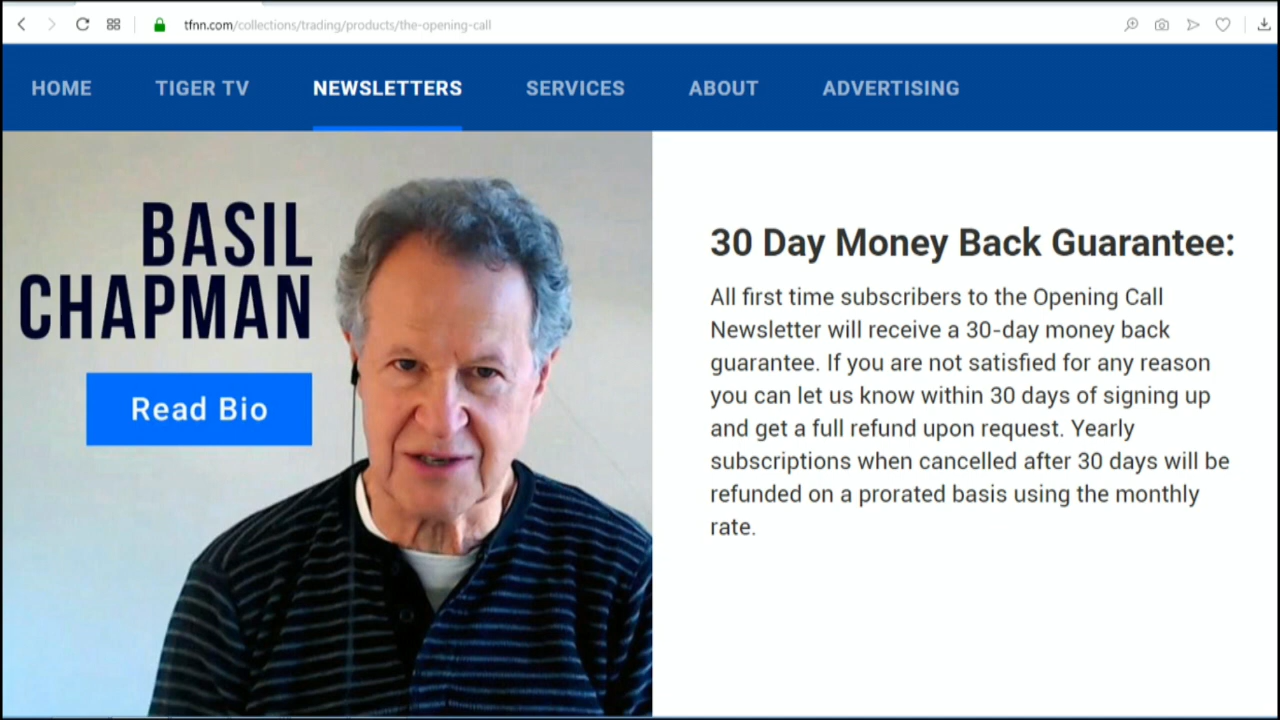 tfnn.com/collections/trading/products/the-opening-call
HOME TIGER TV NEWSLETTERS SERVICES ABOUT ADVERTISING
BASIL
CHAPMAN
Read Bio
30 Day Money Back Guarantee:
All first time subscribers to the Opening Call
Newsletter will receive a 30-day money back
guarantee. If you are not satisfied for any reason
you can let us know within 30 days of signing up
and get a full refund upon request. Yearly
subscriptions when cancelled after 30 days will be
refunded on a prorated basis using the monthly
rate.